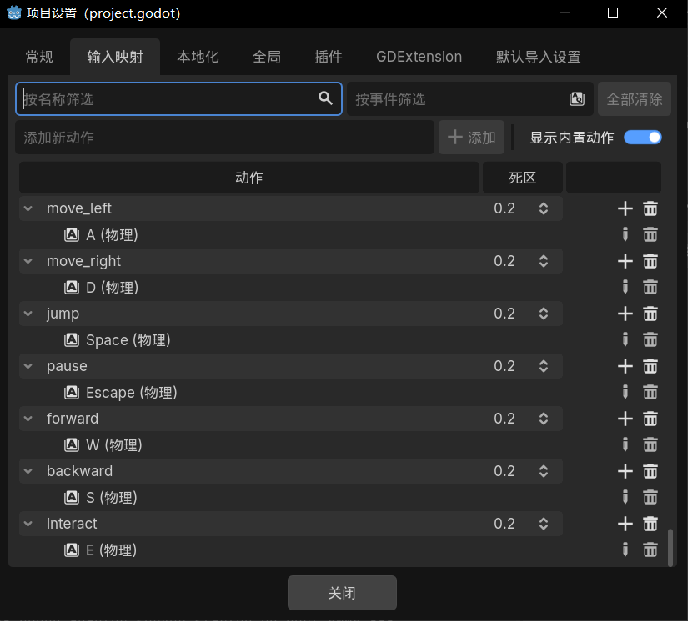 项目设置（project.godot）
常规 输入映射 本地化 全局 插件 GDExtension 默认导入设置
按名称筛选 按事件筛选 全部清除
添加新动作 添加 显示内置动作
动作 死区
move_left 0.2
A (物理)
move_right 0.2
D (物理)
jump 0.2
Space (物理)
pause 0.2
Escape (物理)
forward 0.2
W (物理)
backward 0.2
S (物理)
Interact 0.2
E (物理)
关闭